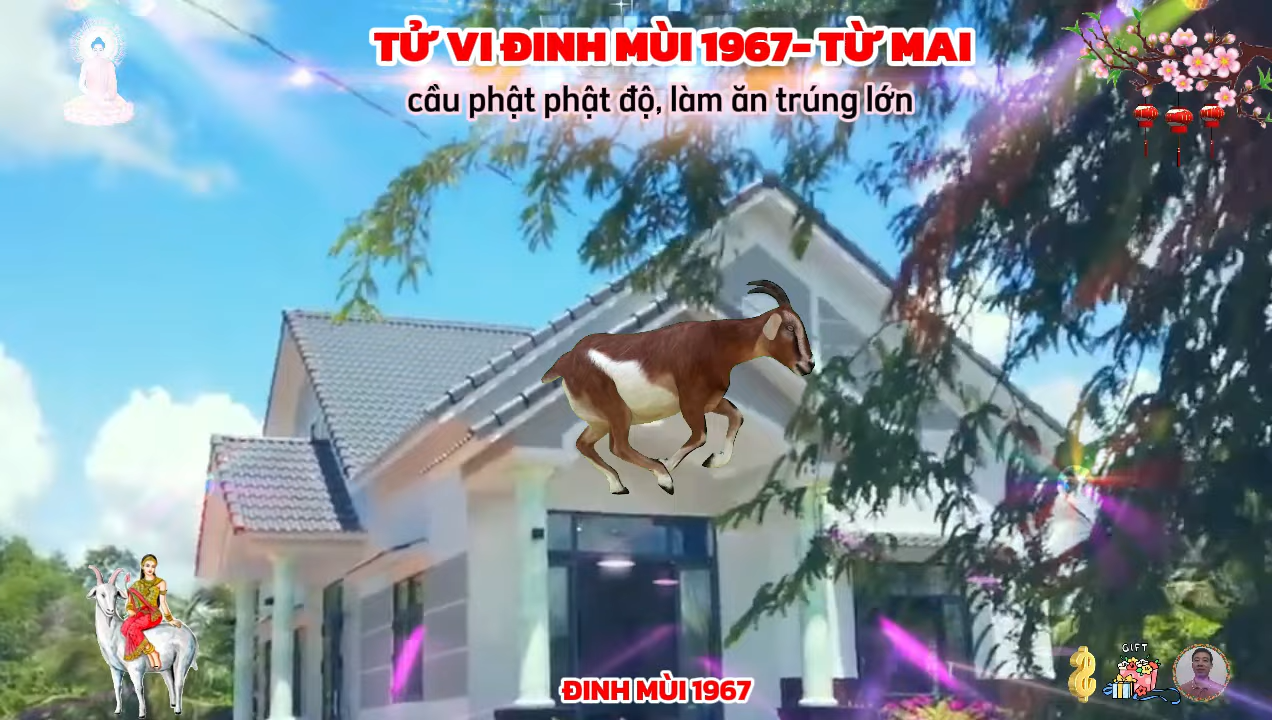 TỬ VI ĐINH MÙI 1967- TỪ MAI
cầu phật phật độ, làm ăn trúng lớn
GIFT
ĐINH MÙI 1967